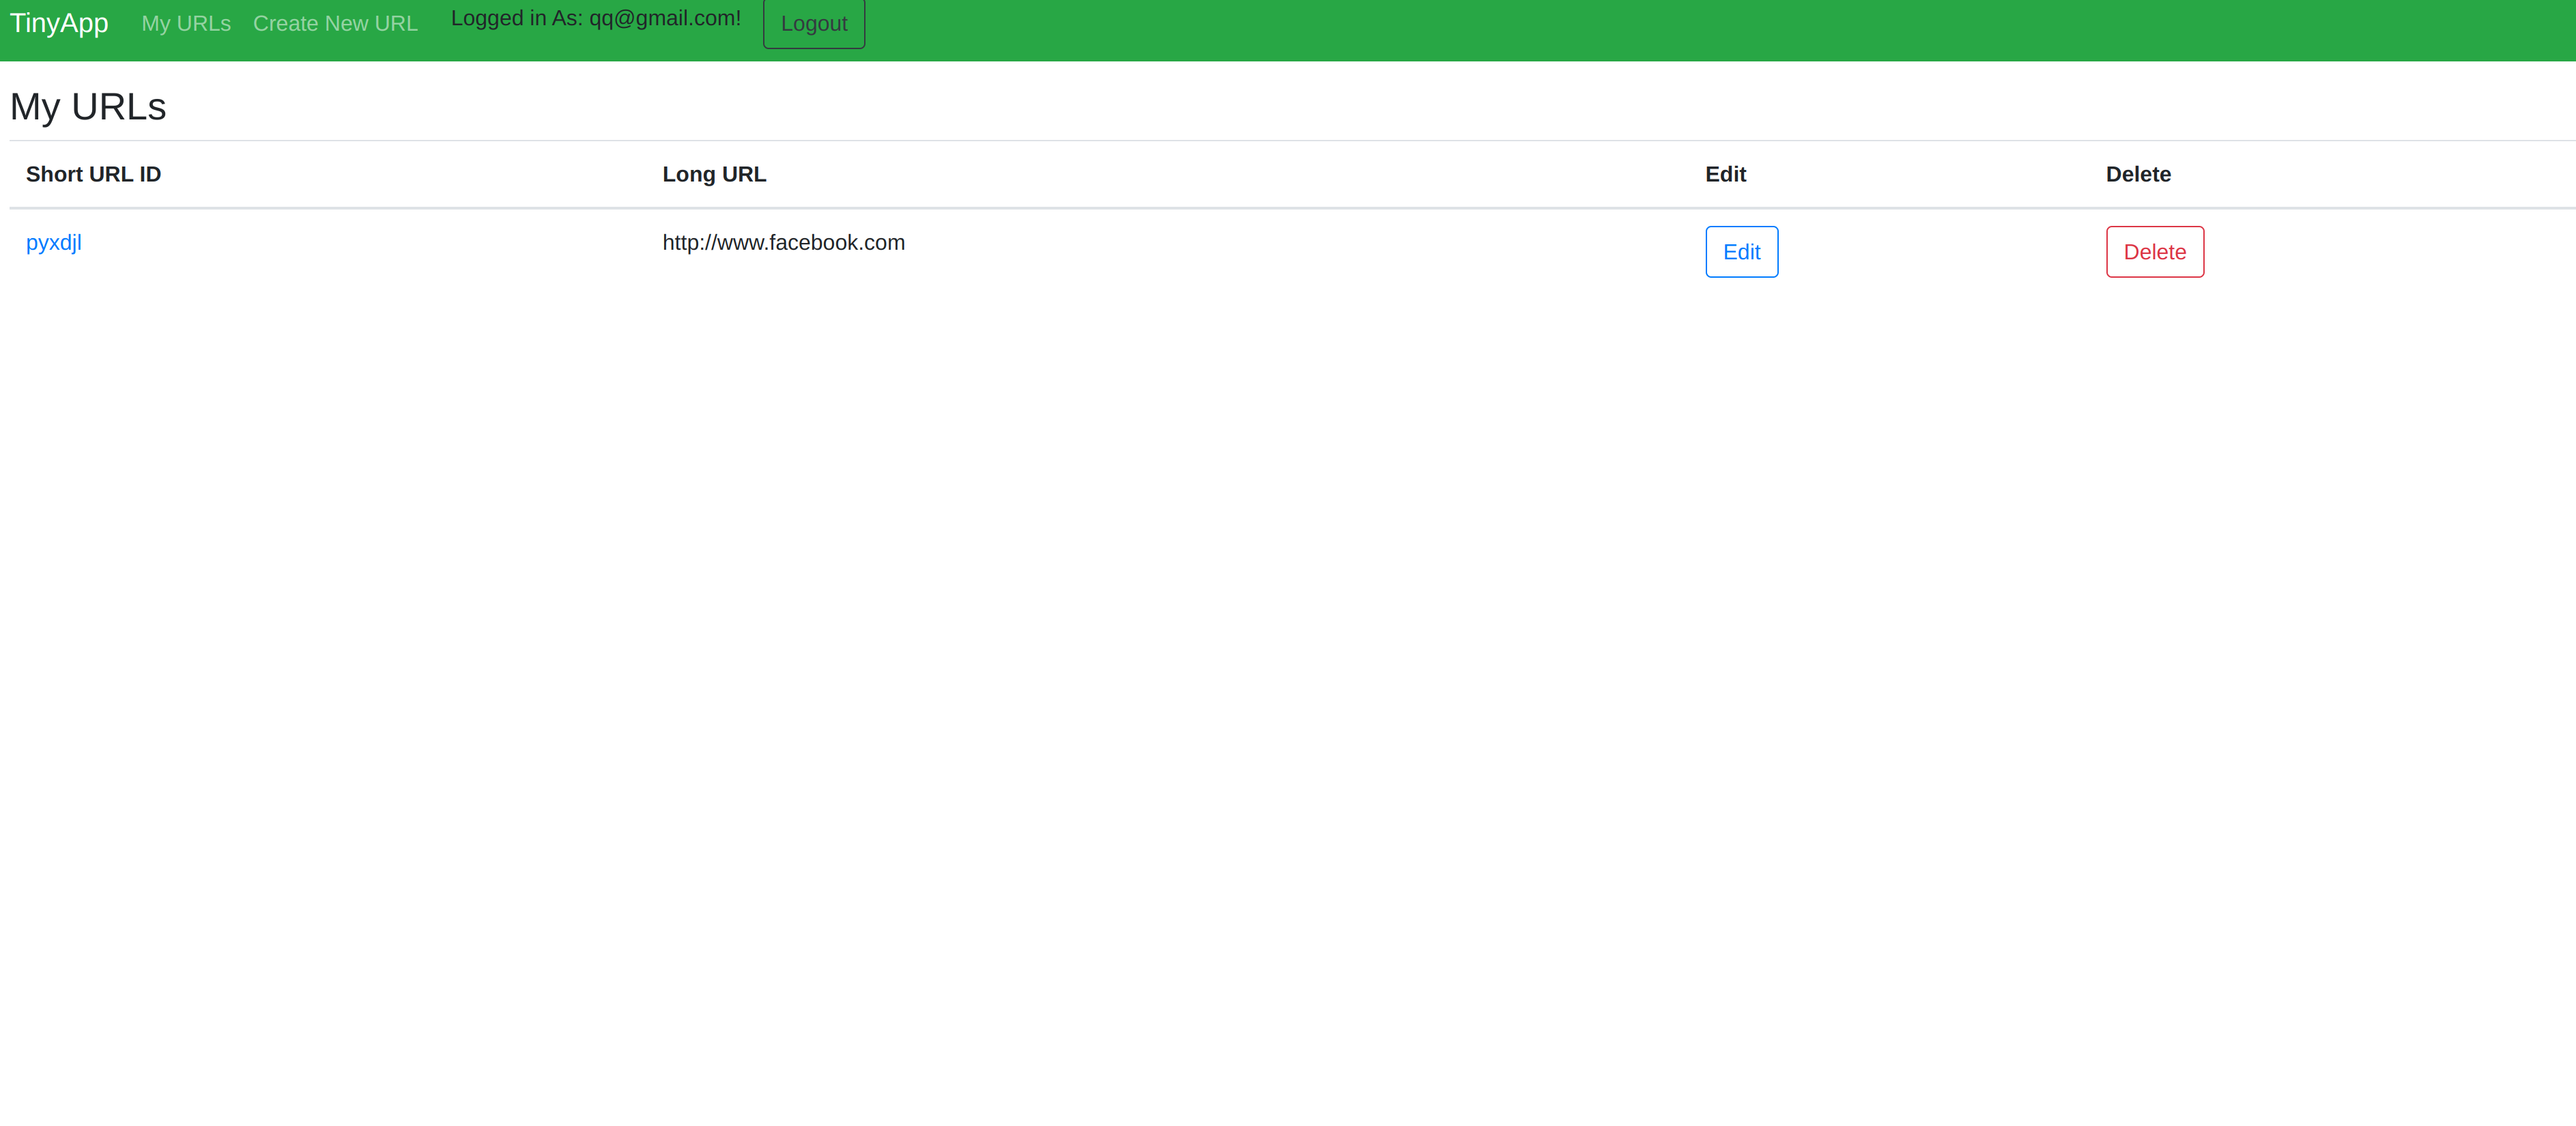 TinyApp My URLs Create New URL Logged in As: qq@gmail.com! Logout
My URLs
Short URL ID Long URL Edit Delete
pyxdjl http://www.facebook.com Edit Delete